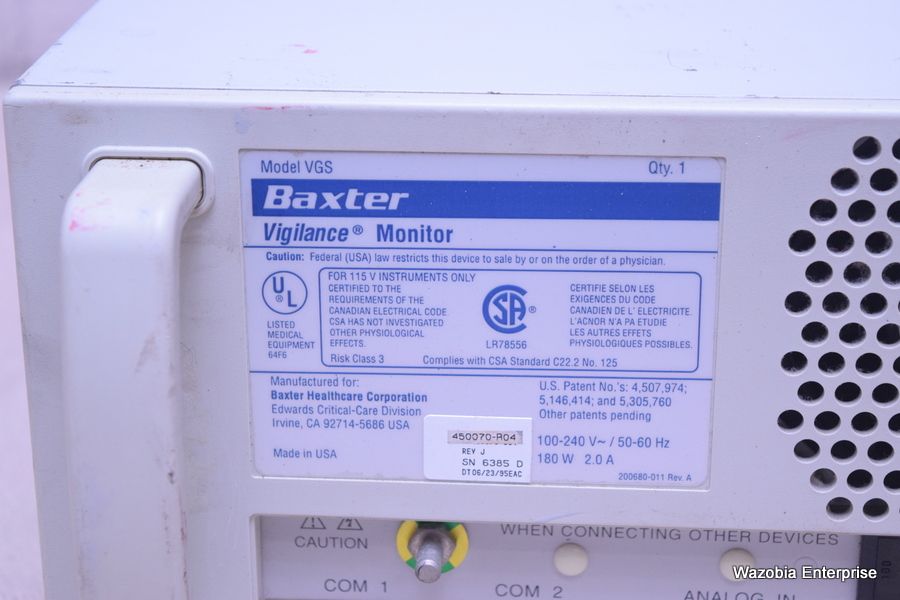 Model VGS Qty. 1
Baxter
Vigilance® Monitor
Caution: Federal (USA) law restricts this device to sale by or on the order of a physician.
UL®
LISTED
MEDICAL
EQUIPMENT
64F6
FOR 115 V INSTRUMENTS ONLY
CERTIFIED TO THE
REQUIREMENTS OF THE
CANADIAN ELECTRICAL CODE.
CSA HAS NOT INVESTIGATED
OTHER PHYSIOLOGICAL
EFFECTS.
CSA®
LR78556
CERTIFIE SELON LES
EXIGENCES DU CODE
CANADIEN DE L' ELECTRICITE.
L'ACNOR N'A PA ETUDIE
LES AUTRES EFFETS
PHYSIOLOGIQUES POSSIBLES.
Risk Class 3 Complies with CSA Standard C22.2 No. 125
Manufactured for:
Baxter Healthcare Corporation
Edwards Critical-Care Division
Irvine, CA 92714-5686 USA
Made in USA
U.S. Patent No.'s: 4,507,974;
5,146,414; and 5,305,760
Other patents pending
450070-R04
REV J
SN 6385 D
DT06/23/95EAC
100-240 V~ / 50-60 Hz
180 W 2.0 A
200680-011 Rev. A
CAUTION
WHEN CONNECTING OTHER DEVICES
COM 1
COM 2
ANALOG IN
Wazobia Enterprise